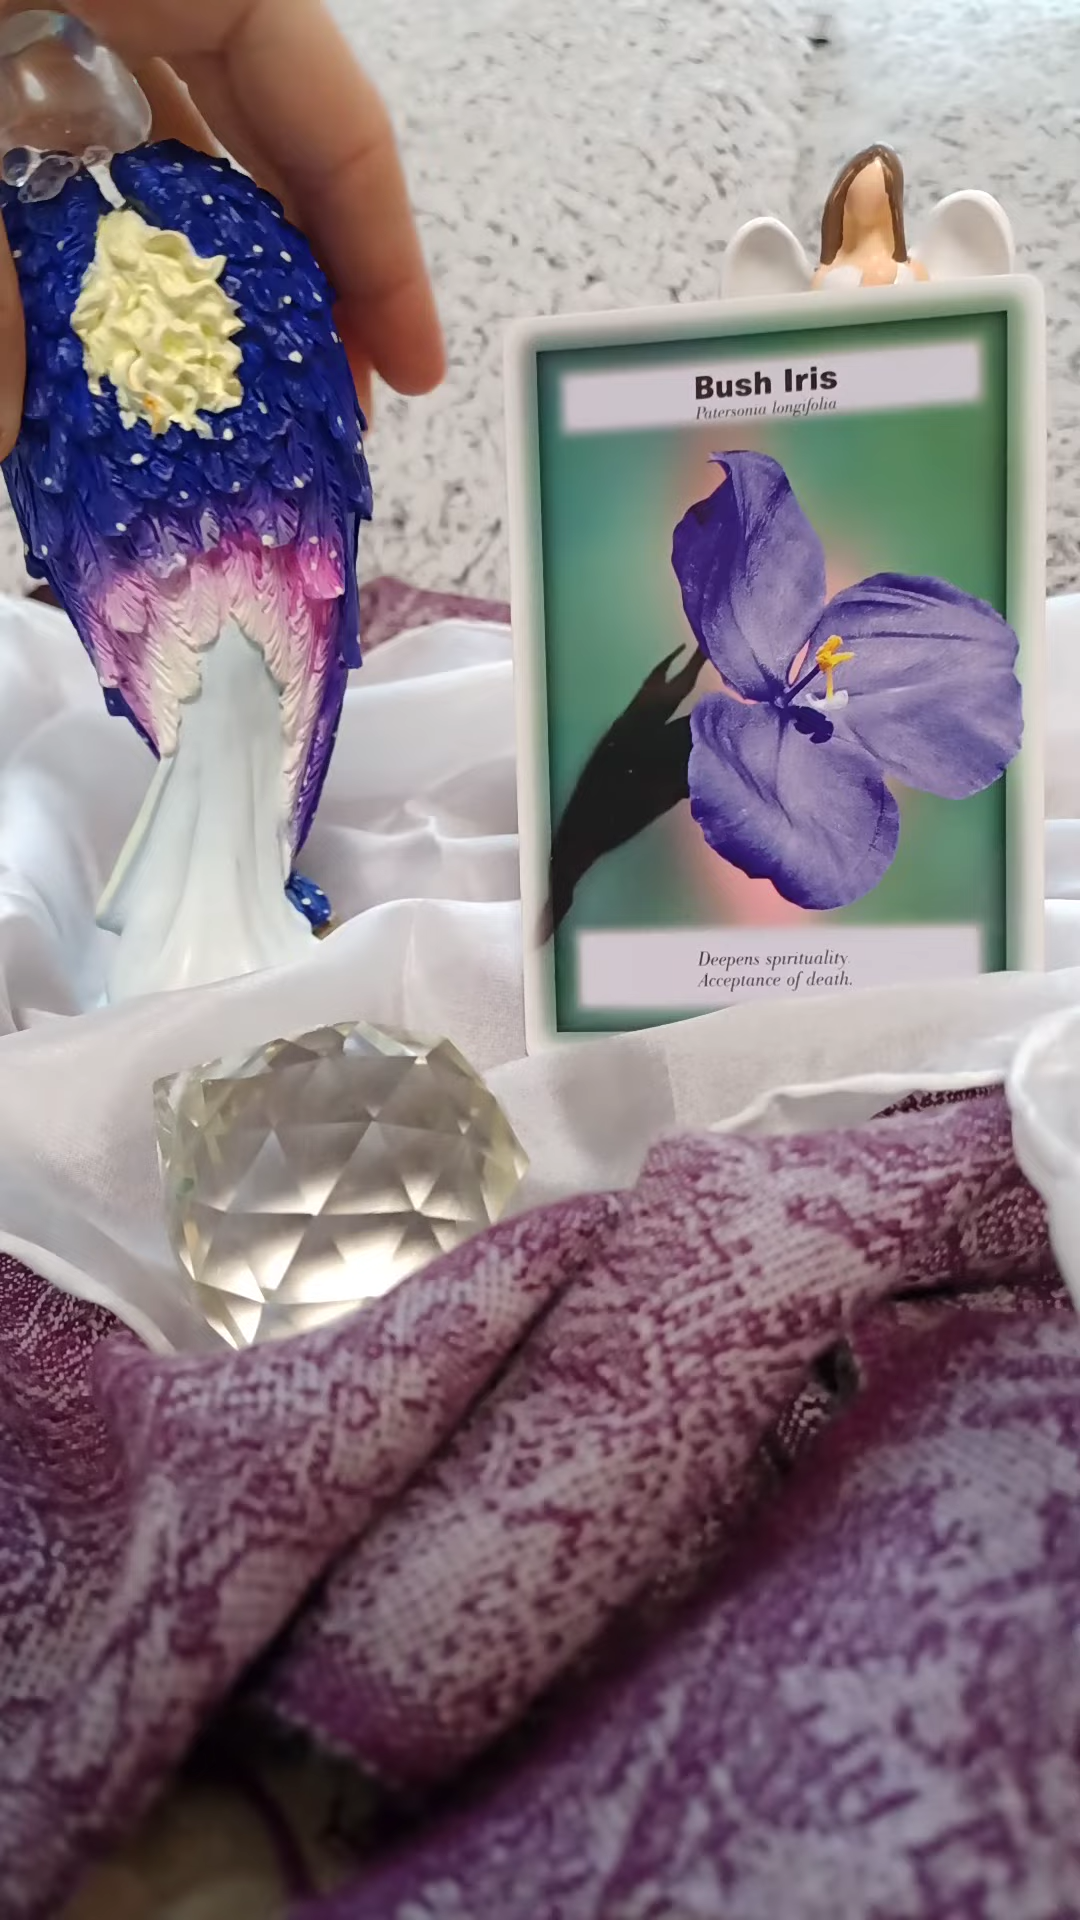 Bush Iris
Patersonia longifolia
Deepens spirituality.
Acceptance of death.